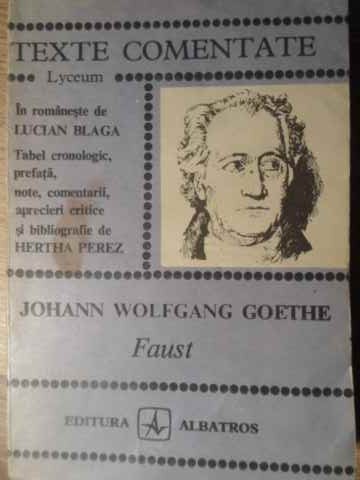 TEXTE COMENTATE
Lyceum
În românește de
LUCIAN BLAGA
Tabel cronologic,
prefață,
note, comentarii,
aprecieri critice
și bibliografie de
HERTHA PEREZ
JOHANN WOLFGANG GOETHE
Faust
EDITURA ALBATROS